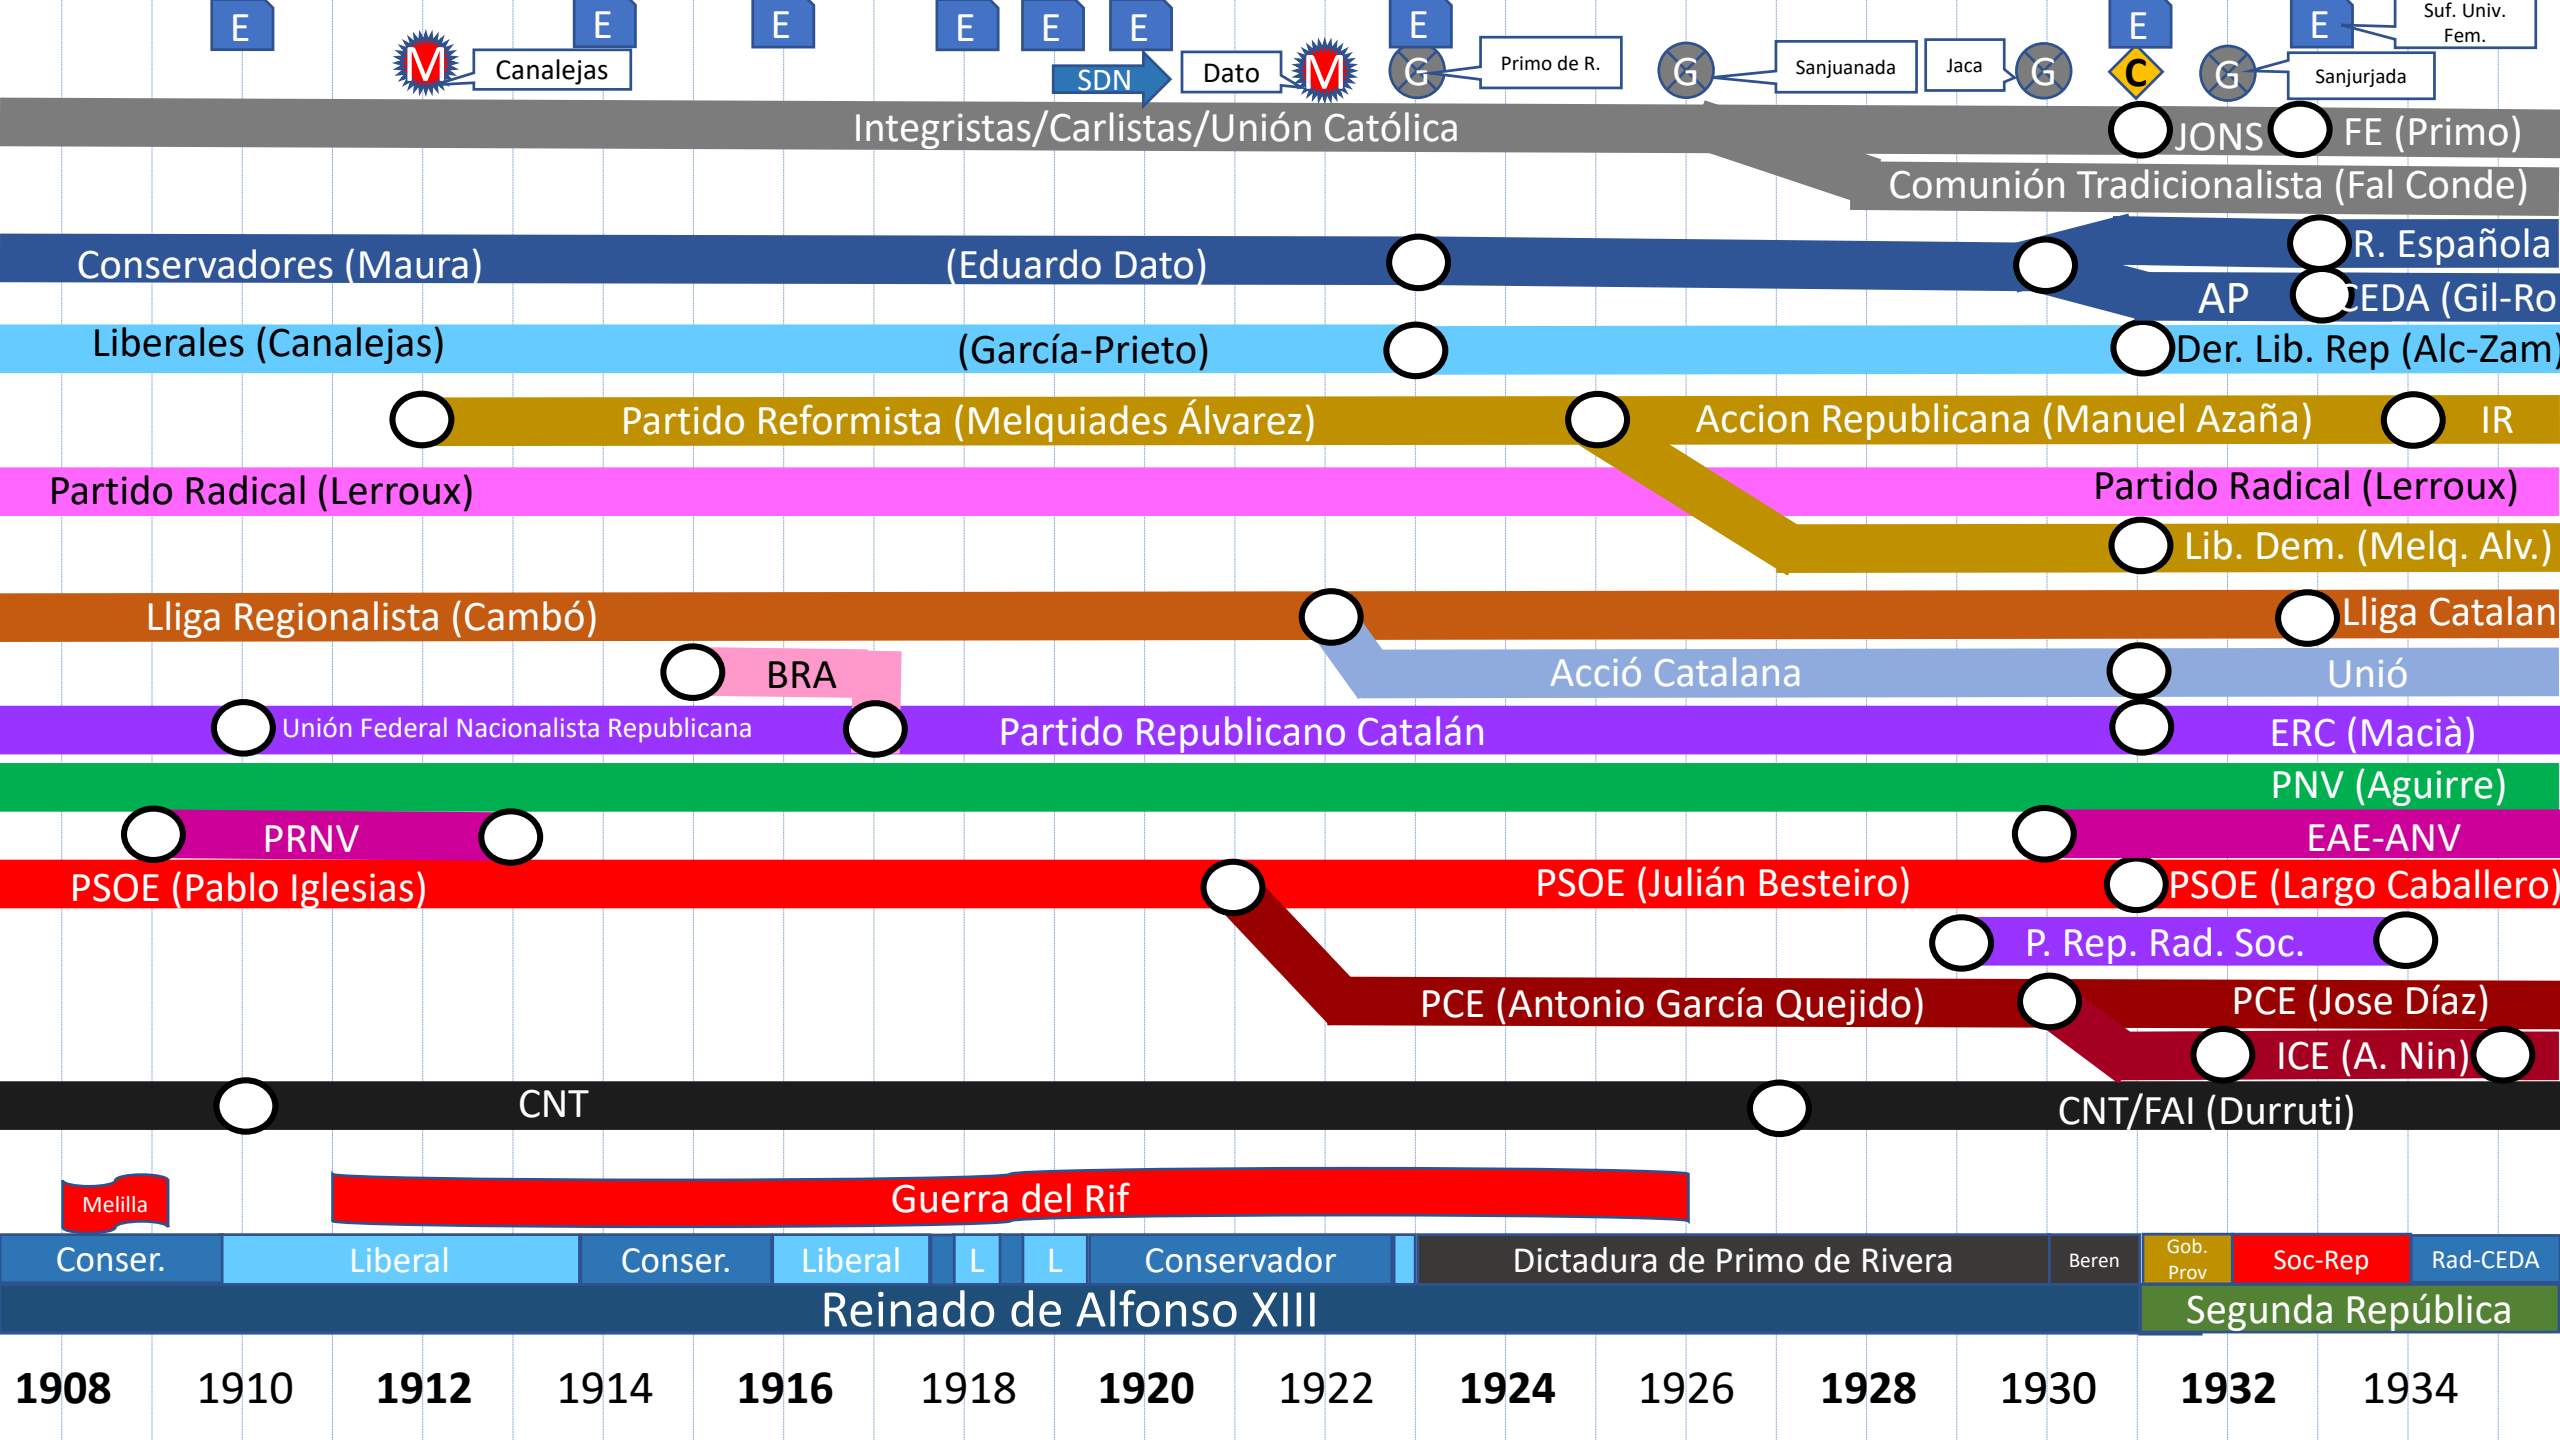 E E E E E E E E E
Suf. Univ.
Fem.
M Canalejas SDN Dato M G Primo de R. G Sanjuanada Jaca G C G Sanjurjada
Integristas/Carlistas/Unión Católica JONS FE (Primo)
Comunión Tradicionalista (Fal Conde)
Conservadores (Maura) (Eduardo Dato) R. Española
AP CEDA (Gil-Ro
Liberales (Canalejas) (García-Prieto) Der. Lib. Rep (Alc-Zam)
Partido Reformista (Melquiades Álvarez) Accion Republicana (Manuel Azaña) IR
Partido Radical (Lerroux) Partido Radical (Lerroux)
Lib. Dem. (Melq. Alv.)
Lliga Regionalista (Cambó) Lliga Catalan
BRA Acció Catalana Unió
Unión Federal Nacionalista Republicana Partido Republicano Catalán ERC (Macià)
PNV (Aguirre)
PRNV EAE-ANV
PSOE (Pablo Iglesias) PSOE (Julián Besteiro) PSOE (Largo Caballero)
P. Rep. Rad. Soc.
PCE (Antonio García Quejido) PCE (Jose Díaz)
ICE (A. Nin)
CNT CNT/FAI (Durruti)
Melilla Guerra del Rif
Conser. Liberal Conser. Liberal L L Conservador Dictadura de Primo de Rivera Beren Gob.
Prov Soc-Rep Rad-CEDA
Reinado de Alfonso XIII Segunda República
1908 1910 1912 1914 1916 1918 1920 1922 1924 1926 1928 1930 1932 1934